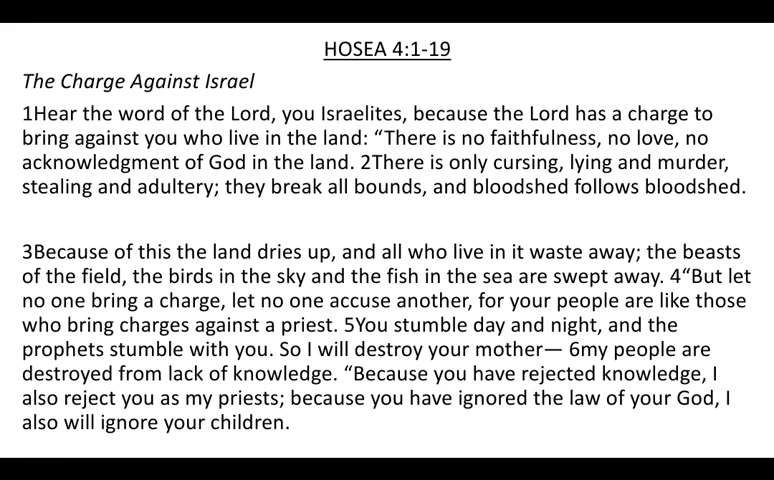 HOSEA 4:1-19
The Charge Against Israel
1Hear the word of the Lord, you Israelites, because the Lord has a charge to
bring against you who live in the land: “There is no faithfulness, no love, no
acknowledgment of God in the land. 2There is only cursing, lying and murder,
stealing and adultery; they break all bounds, and bloodshed follows bloodshed.
3Because of this the land dries up, and all who live in it waste away; the beasts
of the field, the birds in the sky and the fish in the sea are swept away. 4“But let
no one bring a charge, let no one accuse another, for your people are like those
who bring charges against a priest. 5You stumble day and night, and the
prophets stumble with you. So I will destroy your mother— 6my people are
destroyed from lack of knowledge. “Because you have rejected knowledge, I
also reject you as my priests; because you have ignored the law of your God, I
also will ignore your children.